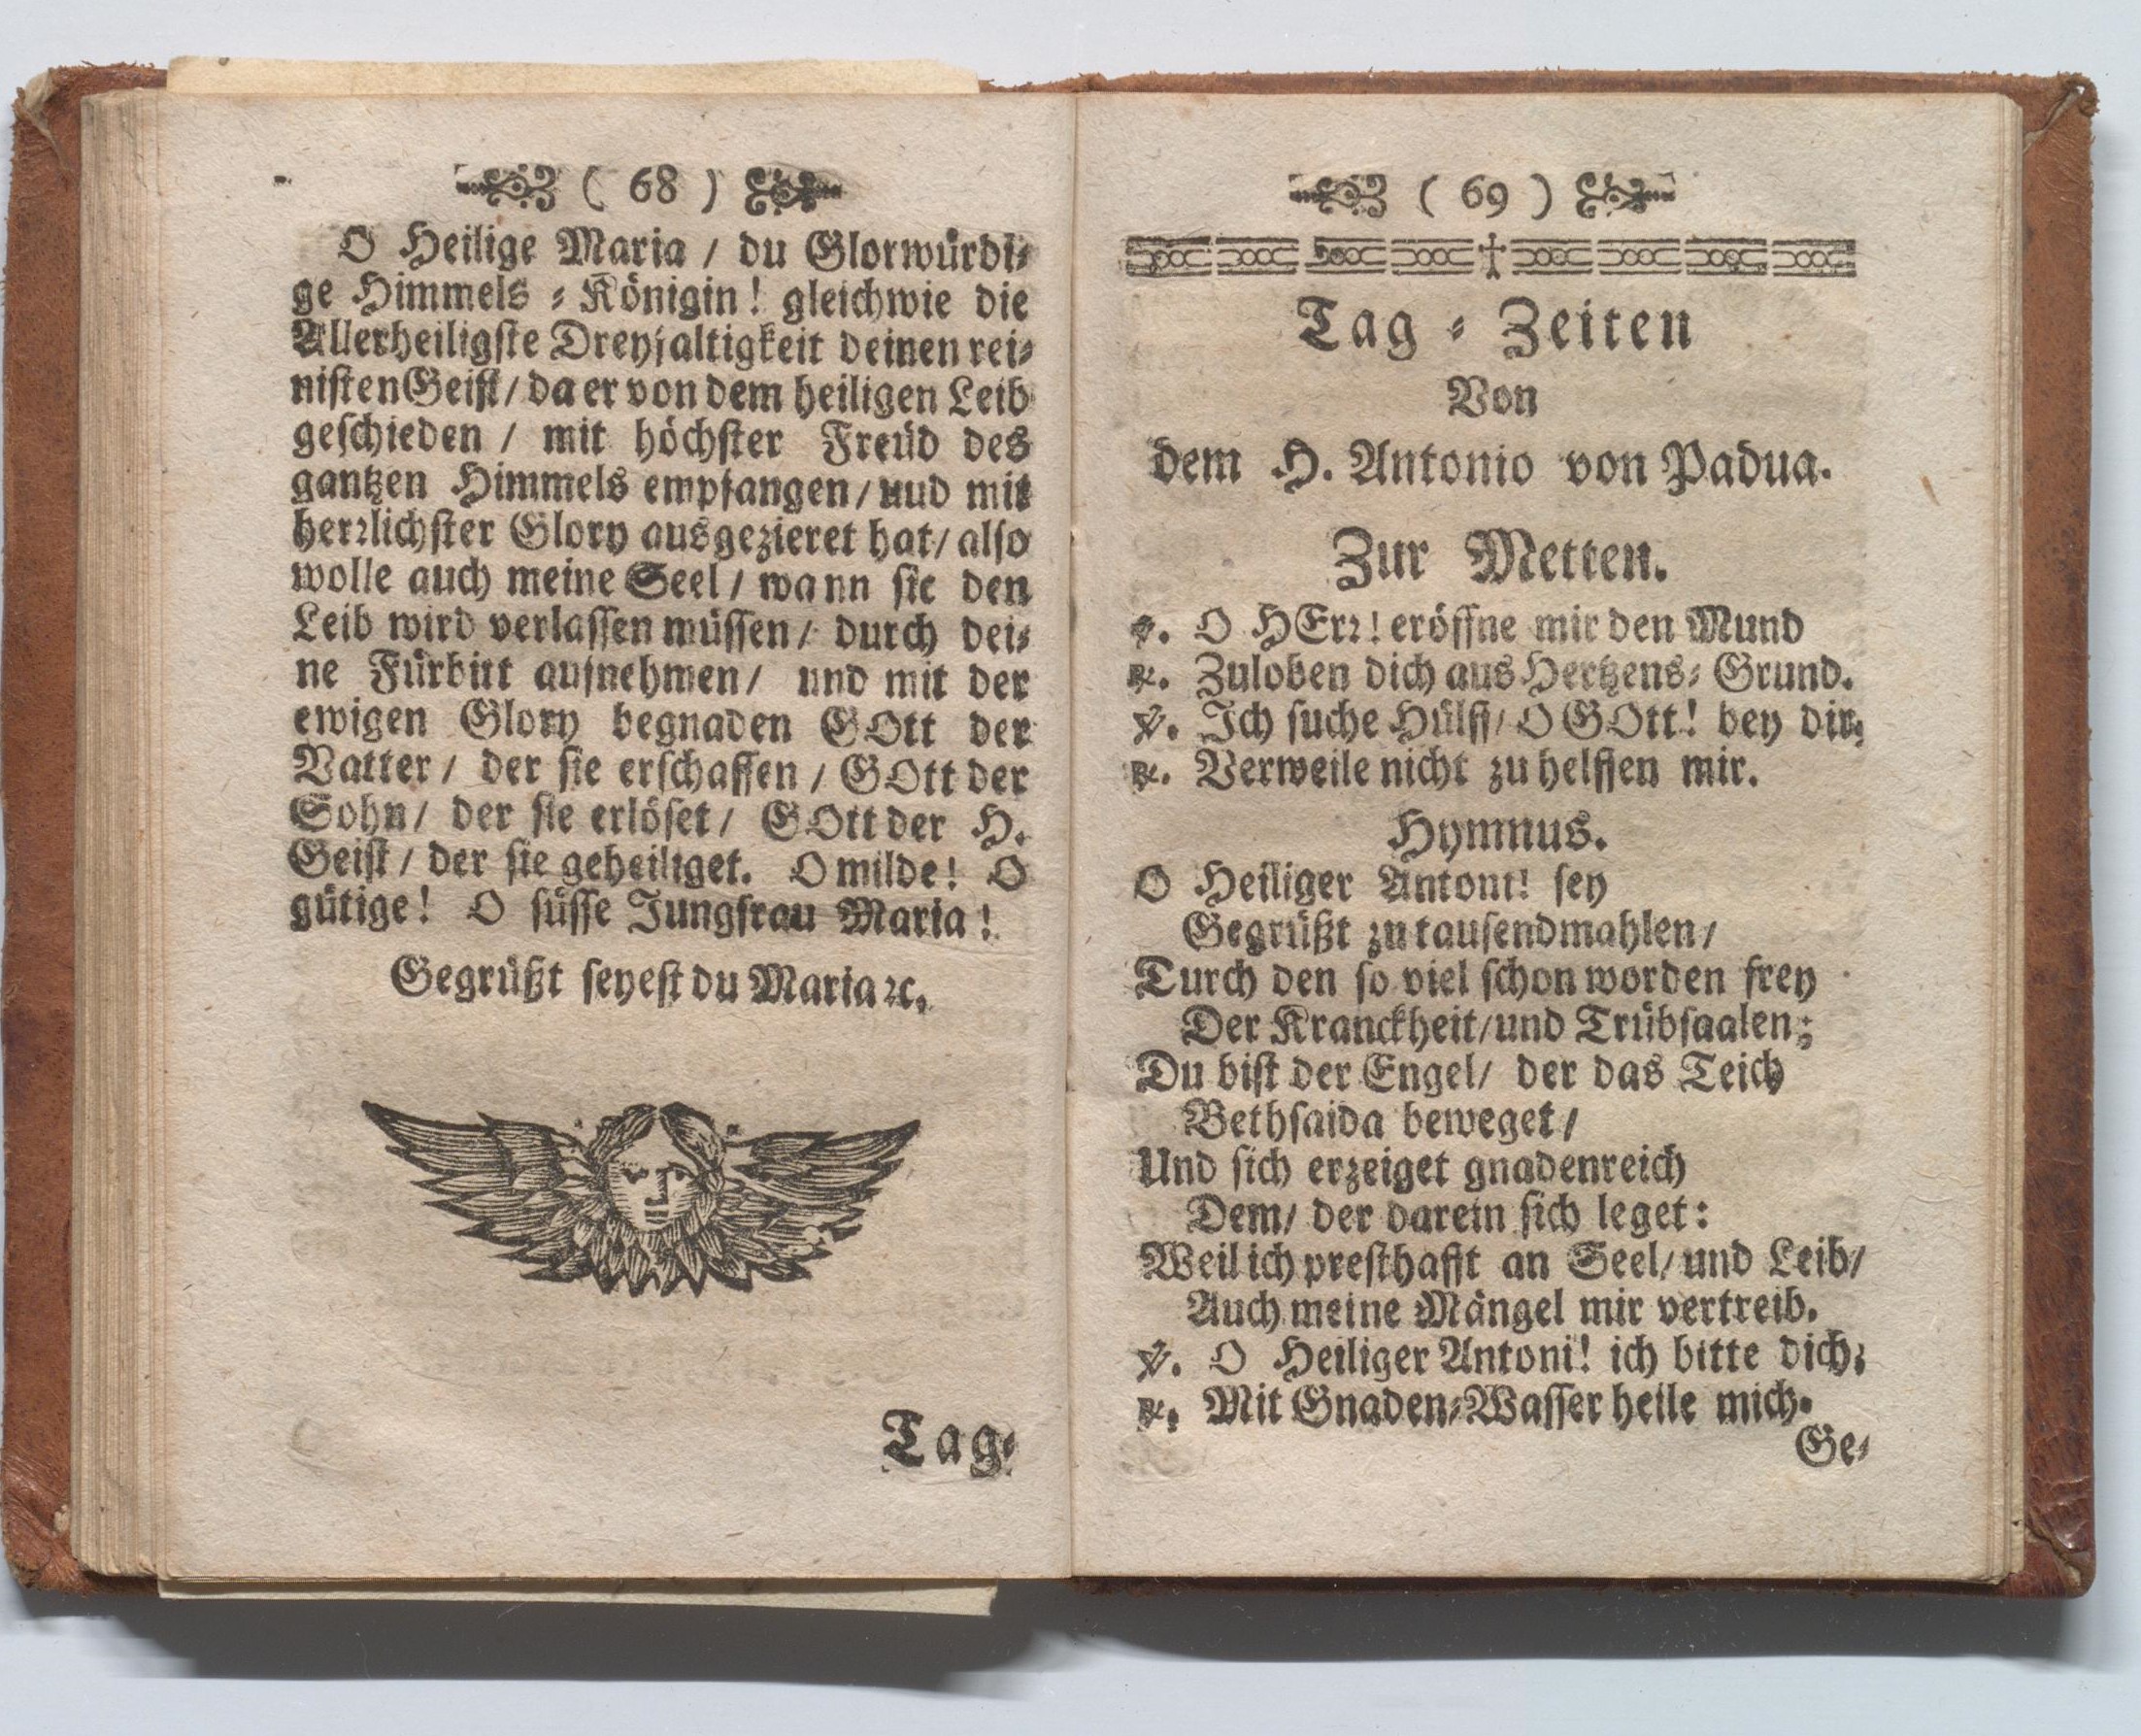 ( 68 )
O Heilige Maria / du Glorwürdi-
ge Himmels - Königin! gleichwie die
Allerheiligste Dreyfaltigkeit deinen rei-
nisten Geist / da er von dem heiligen Leib
geschieden / mit höchster Freüd des
gantzen Himmels empfangen / uud mit
herrlichster Glory ausgezieret hat / also
wolle auch meine Seel / wann sie den
Leib wird verlassen müssen / durch dei-
ne Fürbitt aufnehmen / und mit der
ewigen Glory begnaden GOtt der
Vatter / der sie erschaffen / GOtt der
Sohn / der sie erlöset / GOtt der H.
Geist / der sie geheiliget. O milde! O
gütige! O süsse Jungfrau Maria!
Gegrüßt seyest du Maria ꝛc.
Tag-
( 69 )
Tag - Zeiten
Von
dem H. Antonio von Padua.
Zur Metten.
℣. O HErr! eröffne mir den Mund
℟. Zuloben dich aus Hertzens- Grund.
℣. Ich suche Hülff / O GOtt! bey dir;
℟. Verweile nicht zu helffen mir.
Hymnus.
O Heiliger Antoni! sey
Gegrüßt zu tausendmahlen /
Turch den so viel schon worden frey
Der Kranckheit / und Trübsaalen;
Du bist der Engel / der das Teich
Bethsaida beweget /
Und sich erzeiget gnadenreich
Dem / der darein sich leget:
Weil ich presthafft an Seel / und Leib /
Auch meine Mängel mir vertreib.
℣. O Heiliger Antoni! ich bitte dich;
℟. Mit Gnaden-Wasser heile mich.
Ge-